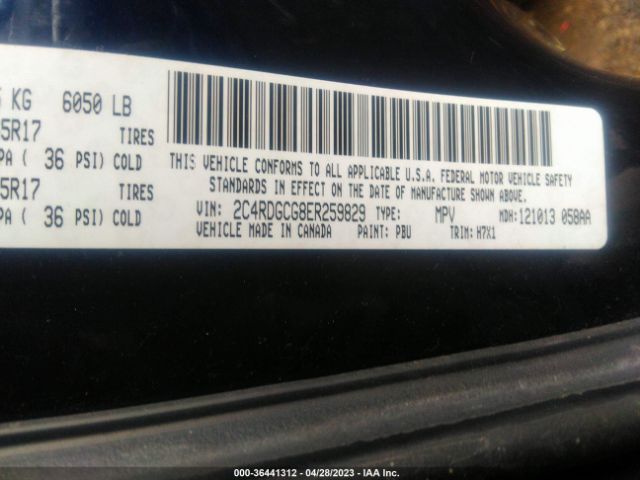 KG 6050 LB
5R17 TIRES
PA ( 36 PSI) COLD
5R17 TIRES
PA ( 36 PSI) COLD
THIS VEHICLE CONFORMS TO ALL APPLICABLE U.S.A. FEDERAL MOTOR VEHICLE SAFETY
STANDARDS IN EFFECT ON THE DATE OF MANUFACTURE SHOWN ABOVE.
VIN: 2C4RDGCG8ER259829 TYPE: MPV MDH: 121013 058AA
VEHICLE MADE IN CANADA PAINT: PBU TRIM: H7X1
000-36441312 | 04/28/2023 - IAA Inc.